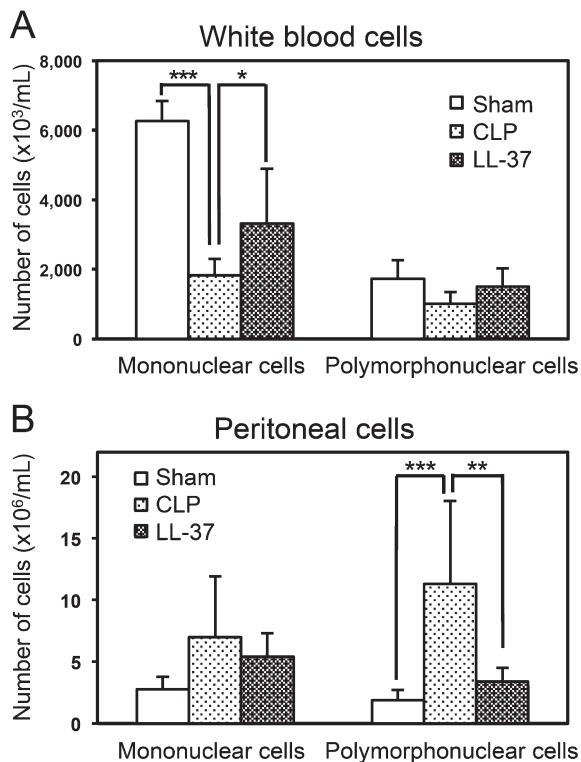 A
White blood cells
Number of cells (x10³/mL)
8,000
6,000
4,000
2,000
0
***
*
Sham
CLP
LL-37
Mononuclear cells
Polymorphonuclear cells
B
Peritoneal cells
Number of cells (x10⁶/mL)
20
15
10
5
0
Sham
CLP
LL-37
***
**
Mononuclear cells
Polymorphonuclear cells